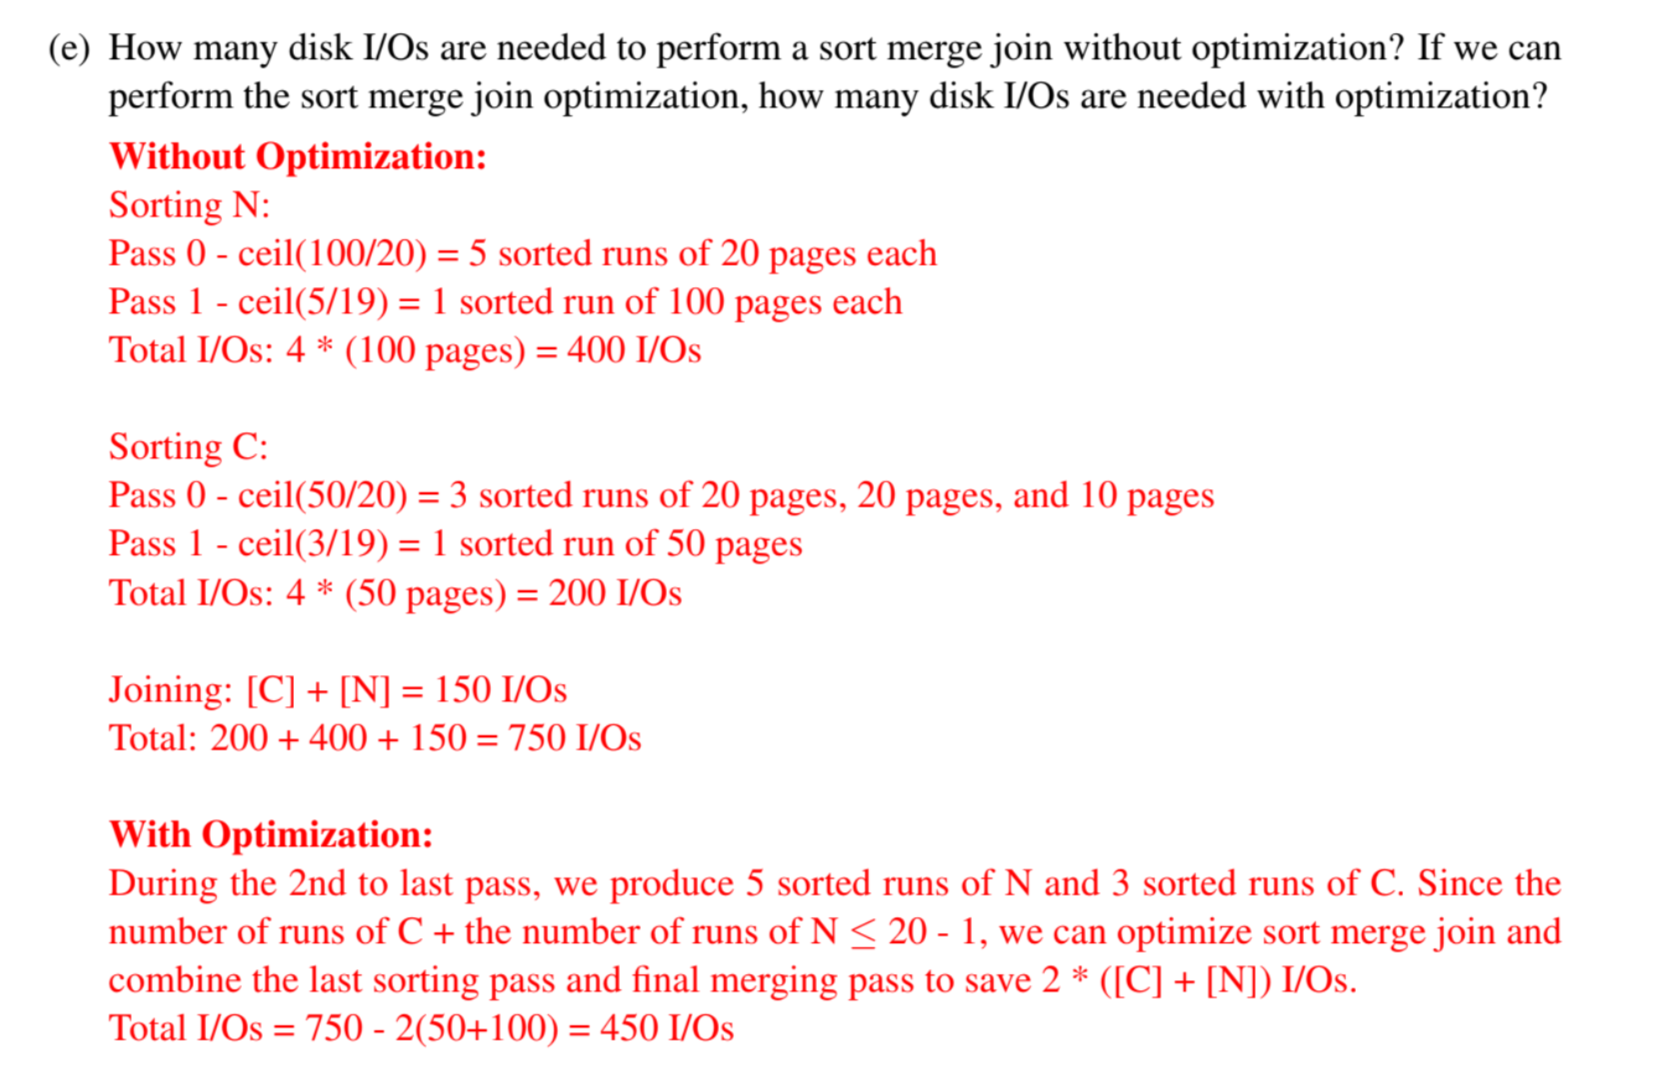 (e) How many disk I/Os are needed to perform a sort merge join without optimization? If we can
perform the sort merge join optimization, how many disk I/Os are needed with optimization?
Without Optimization:
Sorting N:
Pass 0 - ceil(100/20) = 5 sorted runs of 20 pages each
Pass 1 - ceil(5/19) = 1 sorted run of 100 pages each
Total I/Os: 4 * (100 pages) = 400 I/Os
Sorting C:
Pass 0 - ceil(50/20) = 3 sorted runs of 20 pages, 20 pages, and 10 pages
Pass 1 - ceil(3/19) = 1 sorted run of 50 pages
Total I/Os: 4 * (50 pages) = 200 I/Os
Joining: [C] + [N] = 150 I/Os
Total: 200 + 400 + 150 = 750 I/Os
With Optimization:
During the 2nd to last pass, we produce 5 sorted runs of N and 3 sorted runs of C. Since the
number of runs of C + the number of runs of N ≤ 20 - 1, we can optimize sort merge join and
combine the last sorting pass and final merging pass to save 2 * ([C] + [N]) I/Os.
Total I/Os = 750 - 2(50+100) = 450 I/Os